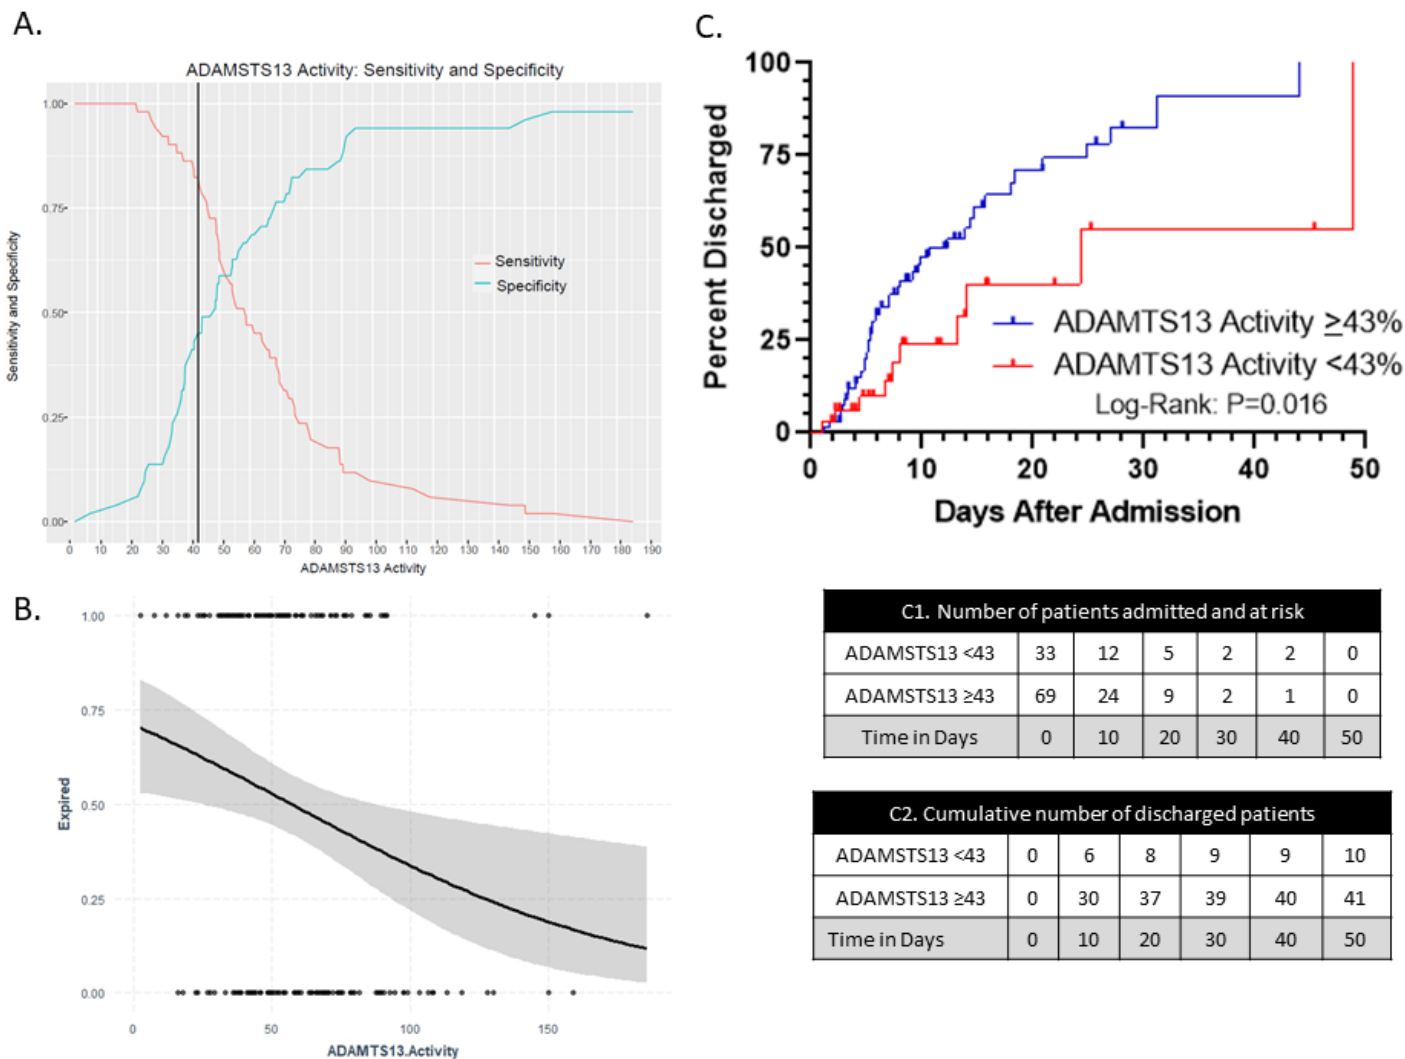 A.
ADAMSTS13 Activity: Sensitivity and Specificity
1.00
0.75
0.50
0.25
0.00
Sensitivity and Specificity
Sensitivity
Specificity
0 10 20 30 40 50 60 70 80 90 100 110 120 130 140 150 160 170 180 190
ADAMSTS13 Activity
B.
1.00
0.75
0.50
0.25
0.00
Expired
0 50 100 150
ADAMTS13.Activity
C.
100
75
50
25
0
Percent Discharged
ADAMTS13 Activity ≥43%
ADAMTS13 Activity <43%
Log-Rank: P=0.016
0 10 20 30 40 50
Days After Admission
C1. Number of patients admitted and at risk
ADAMSTS13 <43 33 12 5 2 2 0
ADAMSTS13 ≥43 69 24 9 2 1 0
Time in Days 0 10 20 30 40 50
C2. Cumulative number of discharged patients
ADAMSTS13 <43 0 6 8 9 9 10
ADAMSTS13 ≥43 0 30 37 39 40 41
Time in Days 0 10 20 30 40 50